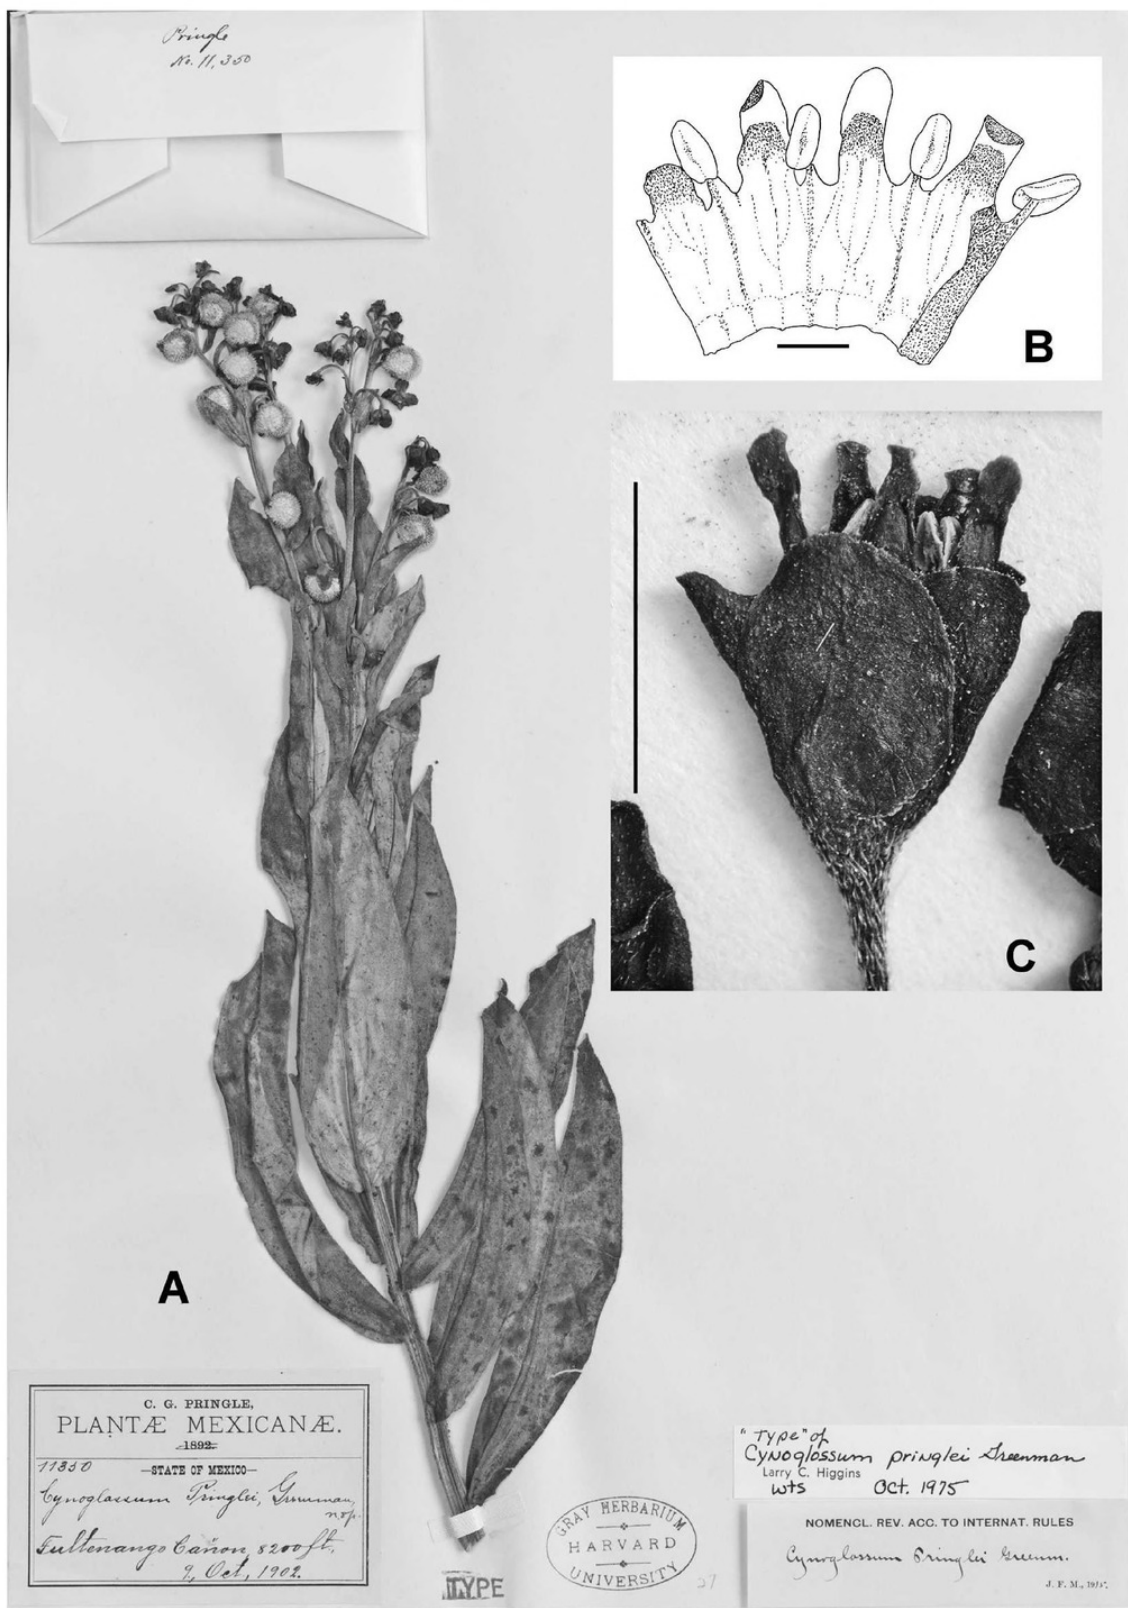 Pringle
No. 11,350
B
C
A
C. G. PRINGLE,
PLANTÆ MEXICANÆ.
1892.
11350 —STATE OF MEXICO—
Cynoglossum Pringlei, Greenman,
n. sp.
Tultenango Cañon, 8200 ft.
9, Oct, 1902.
TYPE
GRAY HERBARIUM
HARVARD
UNIVERSITY
27
"Type" of
Cynoglossum pringlei Greenman
Larry C. Higgins
WTS Oct. 1975
NOMENCL. REV. ACC. TO INTERNAT. RULES
Cynoglossum Pringlei Greenm.
J. F. M.,